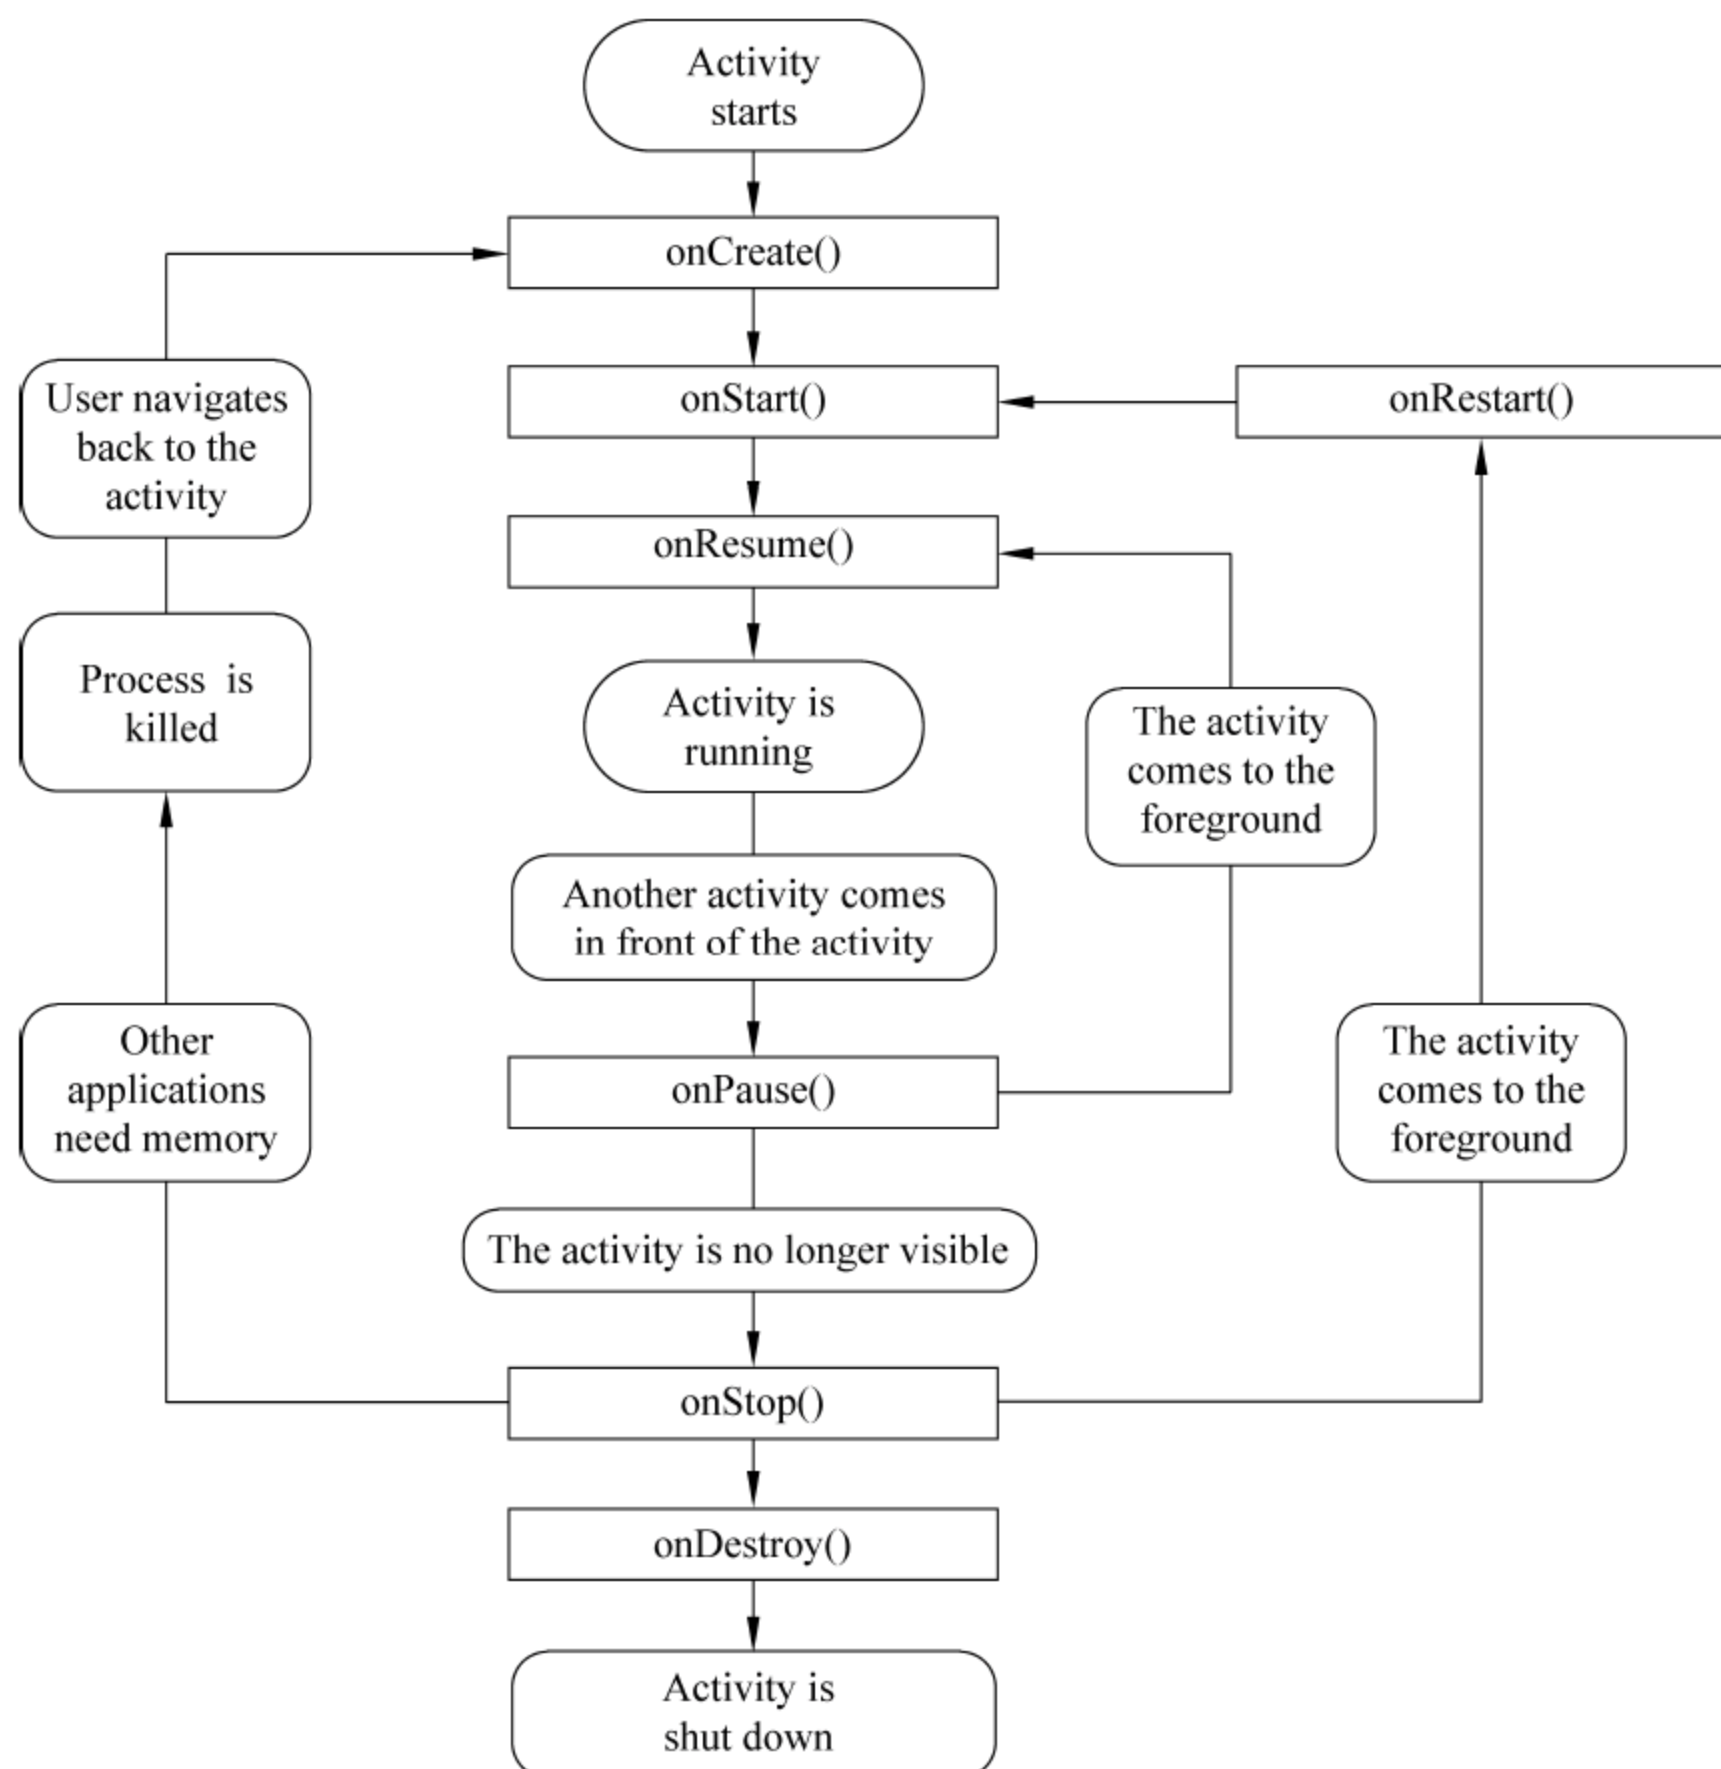 Activity
starts
onCreate()
User navigates
back to the
activity
onStart()
onRestart()
onResume()
Process is
killed
Activity is
running
The activity
comes to the
foreground
Another activity comes
in front of the activity
Other
applications
need memory
onPause()
The activity
comes to the
foreground
The activity is no longer visible
onStop()
onDestroy()
Activity is
shut down